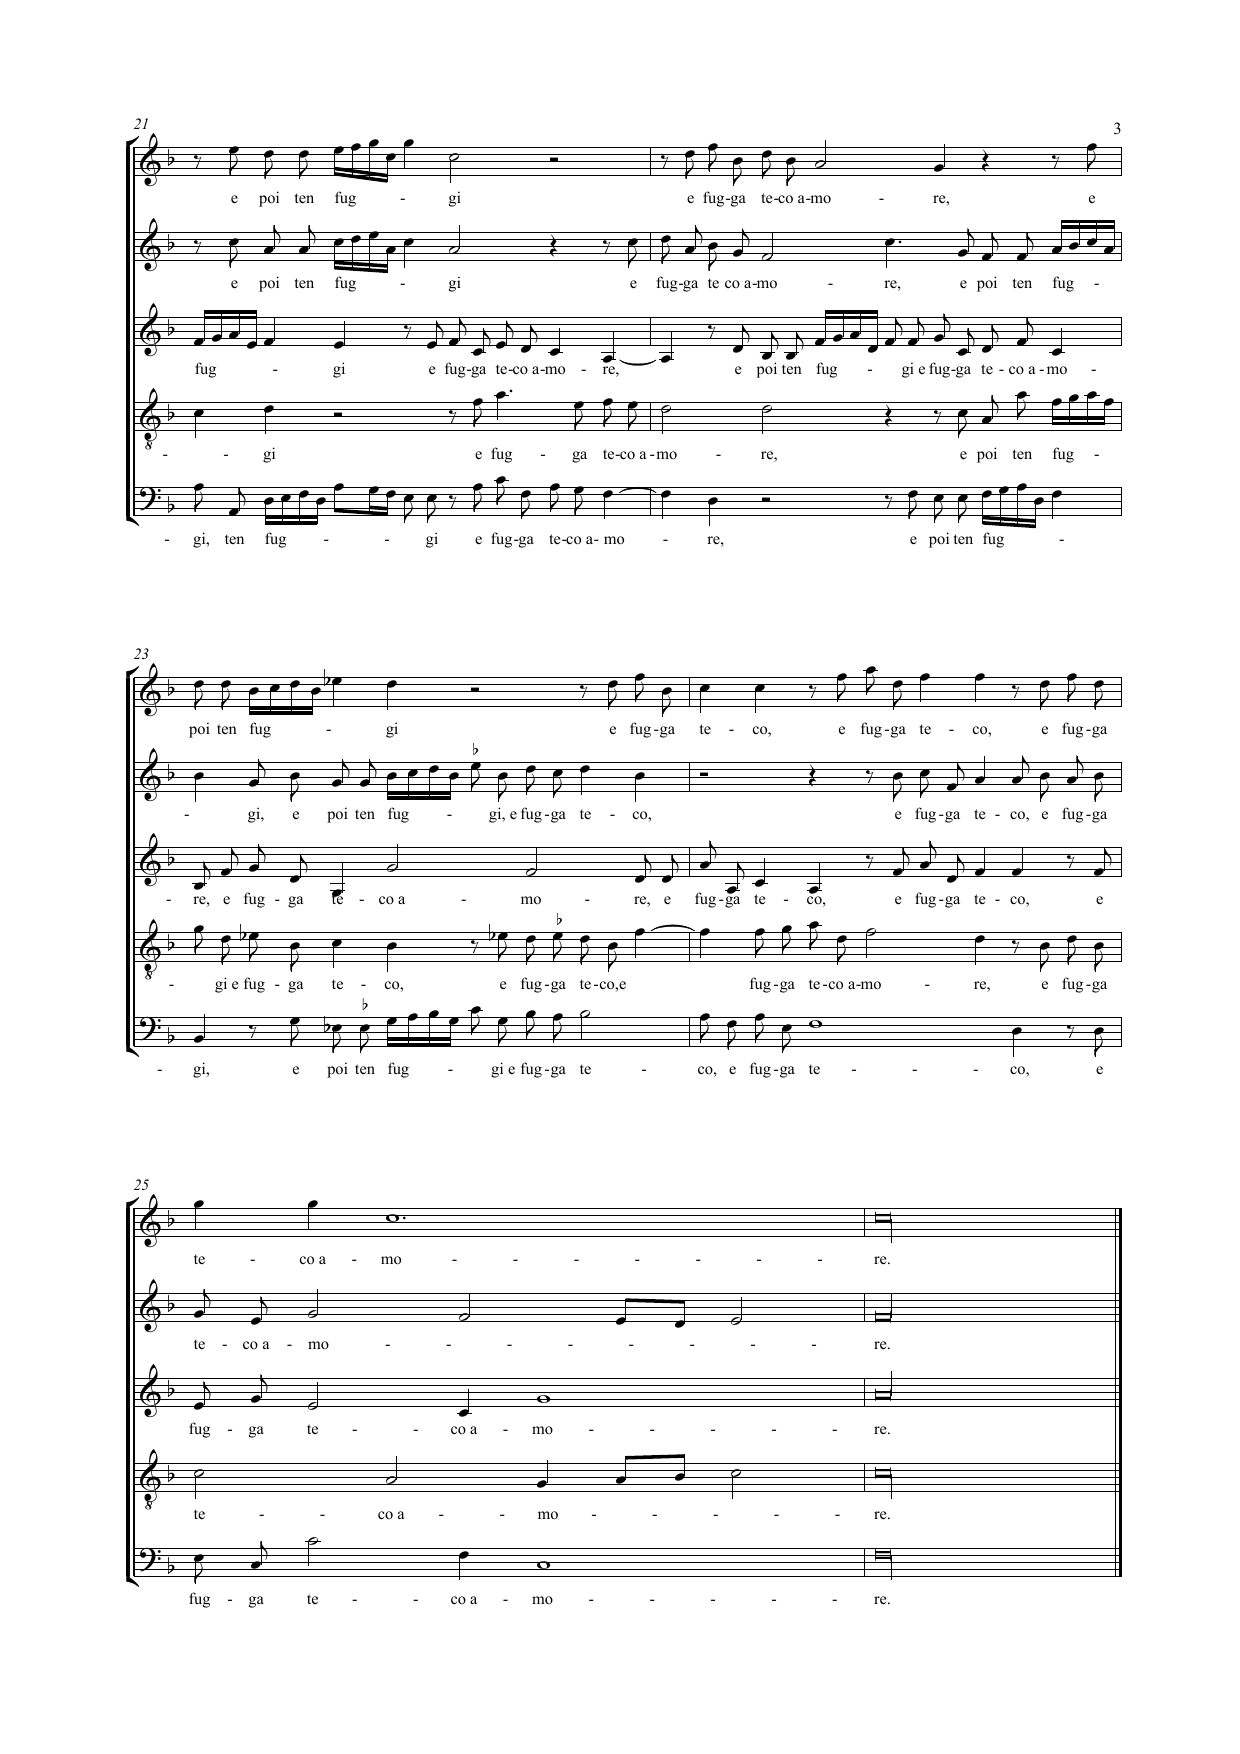 21
3
e poi ten fug - gi e fug-ga te-co a-mo - re, e
e poi ten fug - gi e fug-ga te co a-mo - re, e poi ten fug -
fug - gi e fug-ga te-co a-mo - re, e poi ten fug - gi e fug-ga te - co a -mo -
- - gi e fug - ga te-co a -mo - re, e poi ten fug -
- gi, ten fug - - - gi e fug-ga te-co a- mo - re, e poi ten fug -
23
poi ten fug - gi e fug-ga te - co, e fug-ga te - co, e fug-ga
- gi, e poi ten fug - - gi, e fug-ga te - co, e fug-ga te - co, e fug-ga
- re, e fug - ga te - co a - mo - re, e fug-ga te - co, e fug-ga te - co, e
- gi e fug - ga te - co, e fug-ga te-co,e fug-ga te-co a-mo - re, e fug-ga
- gi, e poi ten fug - gi e fug-ga te - co, e fug-ga te - - - co, e
25
te - co a - mo - - - - - - - re.
te - co a - mo - - - - - - - re.
fug - ga te - - co a - mo - - - - - re.
te - - co a - - mo - - - - - re.
fug - ga te - - co a - mo - - - - - re.